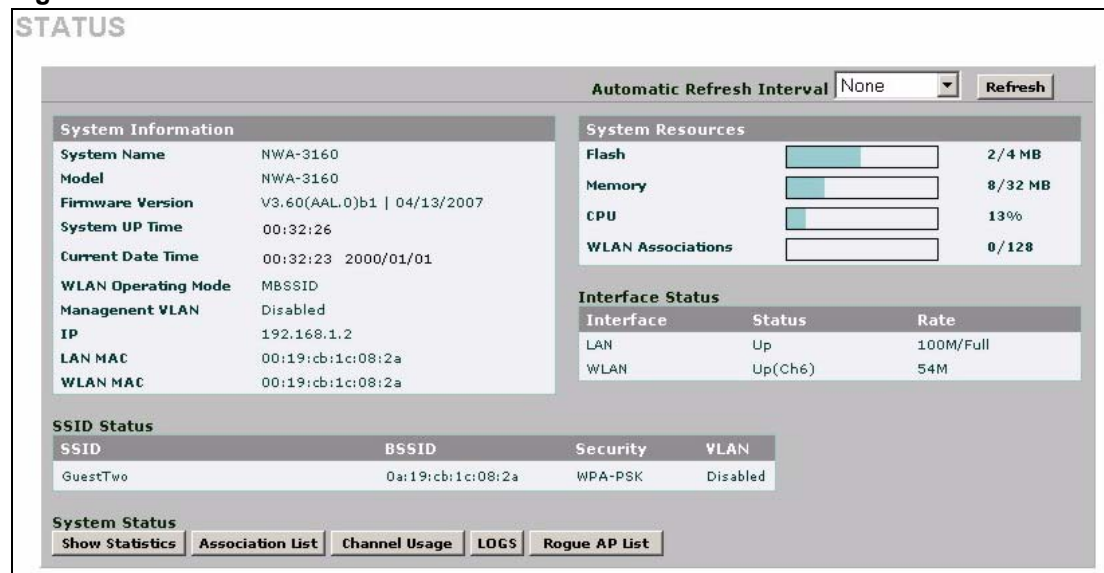 STATUS
Automatic Refresh Interval None Refresh
System Information
System Name NWA-3160
Model NWA-3160
Firmware Version V3.60(AAL.0)b1 | 04/13/2007
System UP Time 00:32:26
Current Date Time 00:32:23 2000/01/01
WLAN Operating Mode MBSSID
Managenent VLAN Disabled
IP 192.168.1.2
LAN MAC 00:19:cb:1c:08:2a
WLAN MAC 00:19:cb:1c:08:2a
System Resources
Flash 2/4 MB
Memory 8/32 MB
CPU 13%
WLAN Associations 0/128
Interface Status
Interface Status Rate
LAN Up 100M/Full
WLAN Up(Ch6) 54M
SSID Status
SSID BSSID Security VLAN
GuestTwo 0a:19:cb:1c:08:2a WPA-PSK Disabled
System Status
Show Statistics Association List Channel Usage LOGS Rogue AP List